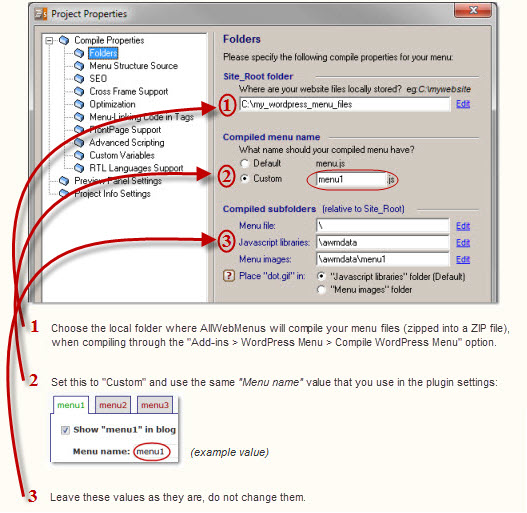 Project Properties
Compile Properties
Folders
Menu Structure Source
SEO
Cross Frame Support
Optimization
Menu-Linking Code in Tags
FrontPage Support
Advanced Scripting
Custom Variables
RTL Languages Support
Preview Panel Settings
Project Info Settings
Folders
Please specify the following compile properties for your menu:
Site_Root folder
Where are your website files locally stored? eg:C:\mywebsite
1 C:\my_wordpress_menu_files Edit
Compiled menu name
What name should your compiled menu have?
Default menu.js
2 Custom menu1 .js
Compiled subfolders (relative to Site_Root)
Menu file: \ Edit
3 Javascript libraries: \awmdata Edit
Menu images: \awmdata\menu1 Edit
? Place "dot.gif" in: "Javascript libraries" folder (Default)
"Menu images" folder
1 Choose the local folder where AllWebMenus will compile your menu files (zipped into a ZIP file),
when compiling through the "Add-ins > WordPress Menu > Compile WordPress Menu" option.
2 Set this to "Custom" and use the same "Menu name" value that you use in the plugin settings:
menu1 menu2 menu3
Show "menu1" in blog
Menu name: menu1 (example value)
3 Leave these values as they are, do not change them.